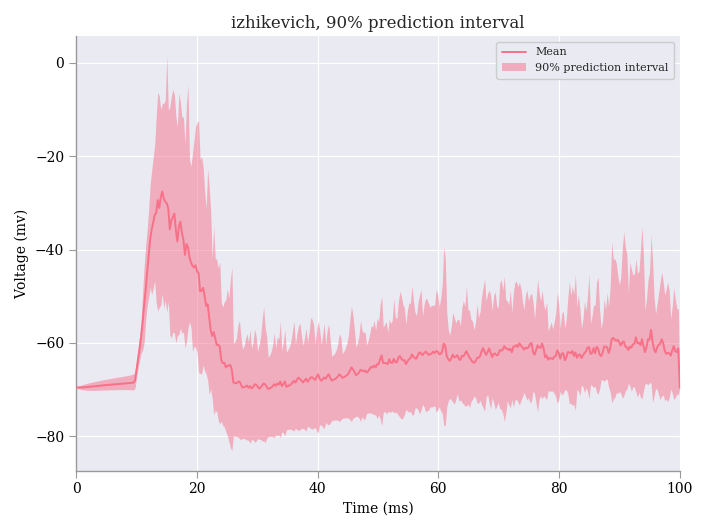 izhikevich, 90% prediction interval
Mean
90% prediction interval
0
−20
−40
−60
−80
Voltage (mv)
0 20 40 60 80 100
Time (ms)